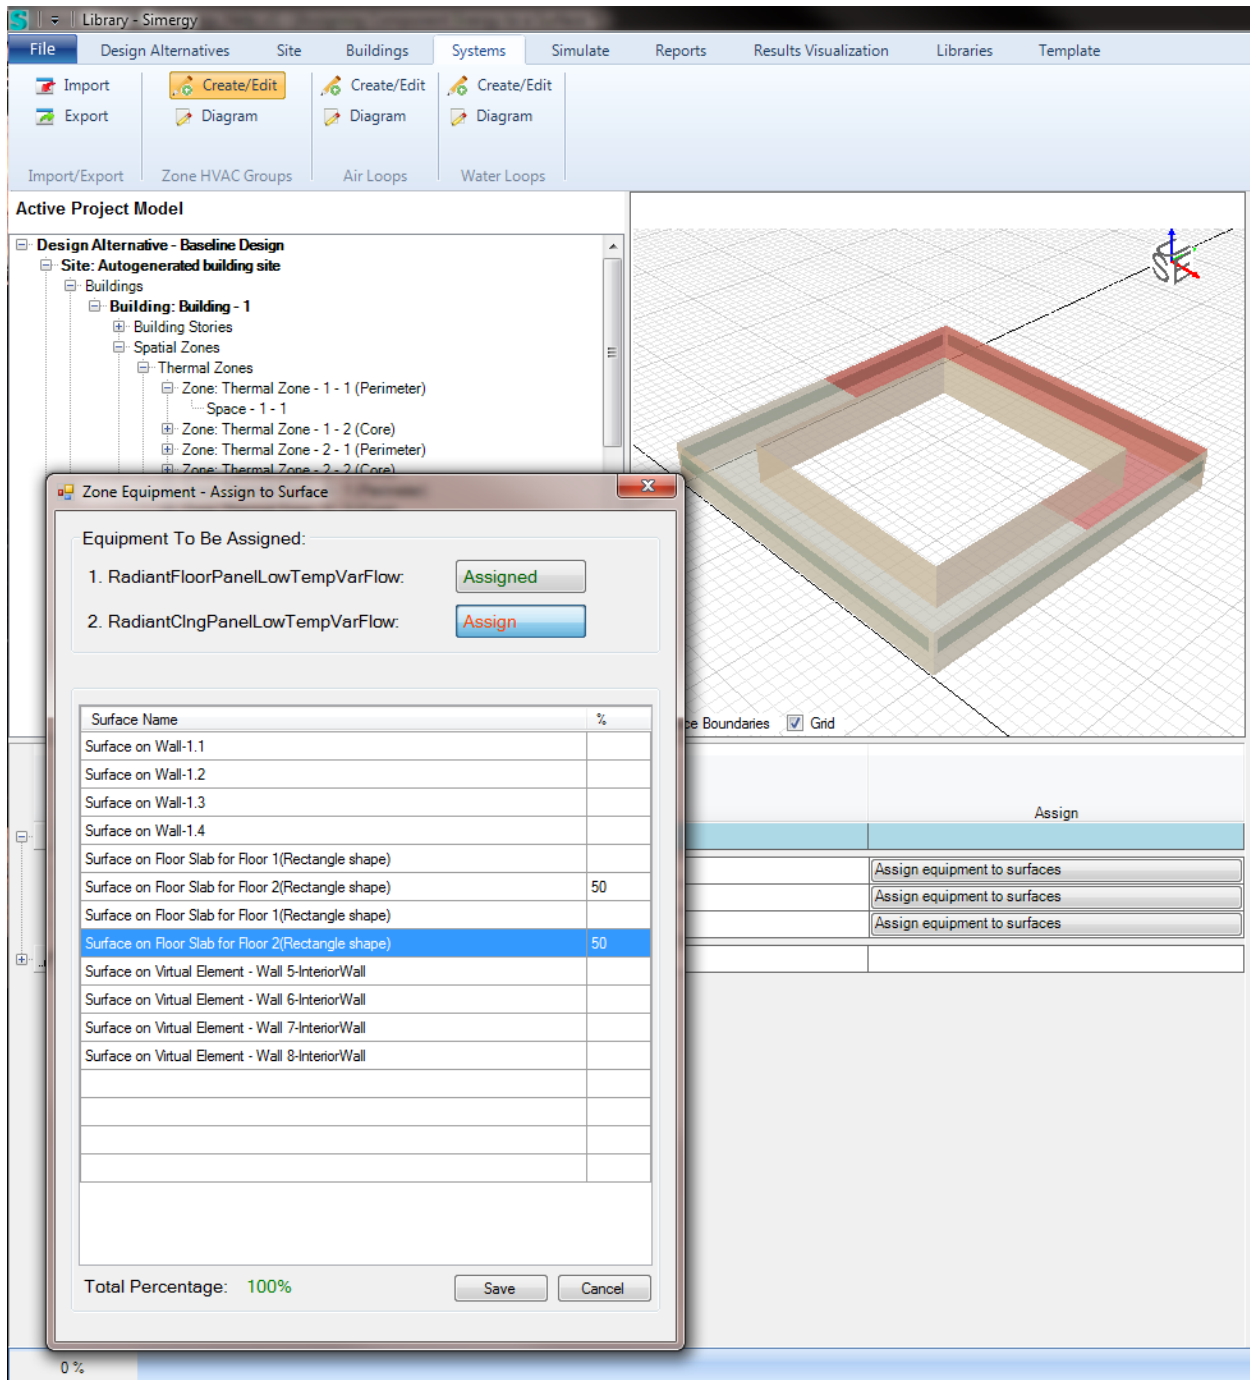 Library - Simergy
File Design Alternatives Site Buildings Systems Simulate Reports Results Visualization Libraries Template
Import Create/Edit Create/Edit Create/Edit
Export Diagram Diagram Diagram
Import/Export Zone HVAC Groups Air Loops Water Loops
Active Project Model
Design Alternative - Baseline Design
Site: Autogenerated building site
Buildings
Building: Building - 1
Building Stories
Spatial Zones
Thermal Zones
Zone: Thermal Zone - 1 - 1 (Perimeter)
Space - 1 - 1
Zone: Thermal Zone - 1 - 2 (Core)
Zone: Thermal Zone - 2 - 1 (Perimeter)
Zone: Thermal Zone - 2 - 2 (Core)
Zone Equipment - Assign to Surface
Equipment To Be Assigned:
1. RadiantFloorPanelLowTempVarFlow: Assigned
2. RadiantClngPanelLowTempVarFlow: Assign
Surface Name %
Surface on Wall-1.1
Surface on Wall-1.2
Surface on Wall-1.3
Surface on Wall-1.4
Surface on Floor Slab for Floor 1(Rectangle shape)
Surface on Floor Slab for Floor 2(Rectangle shape) 50
Surface on Floor Slab for Floor 1(Rectangle shape)
Surface on Floor Slab for Floor 2(Rectangle shape) 50
Surface on Virtual Element - Wall 5-InteriorWall
Surface on Virtual Element - Wall 6-InteriorWall
Surface on Virtual Element - Wall 7-InteriorWall
Surface on Virtual Element - Wall 8-InteriorWall
Total Percentage: 100% Save Cancel
Boundaries Grid
Assign
Assign equipment to surfaces
Assign equipment to surfaces
Assign equipment to surfaces
0 %